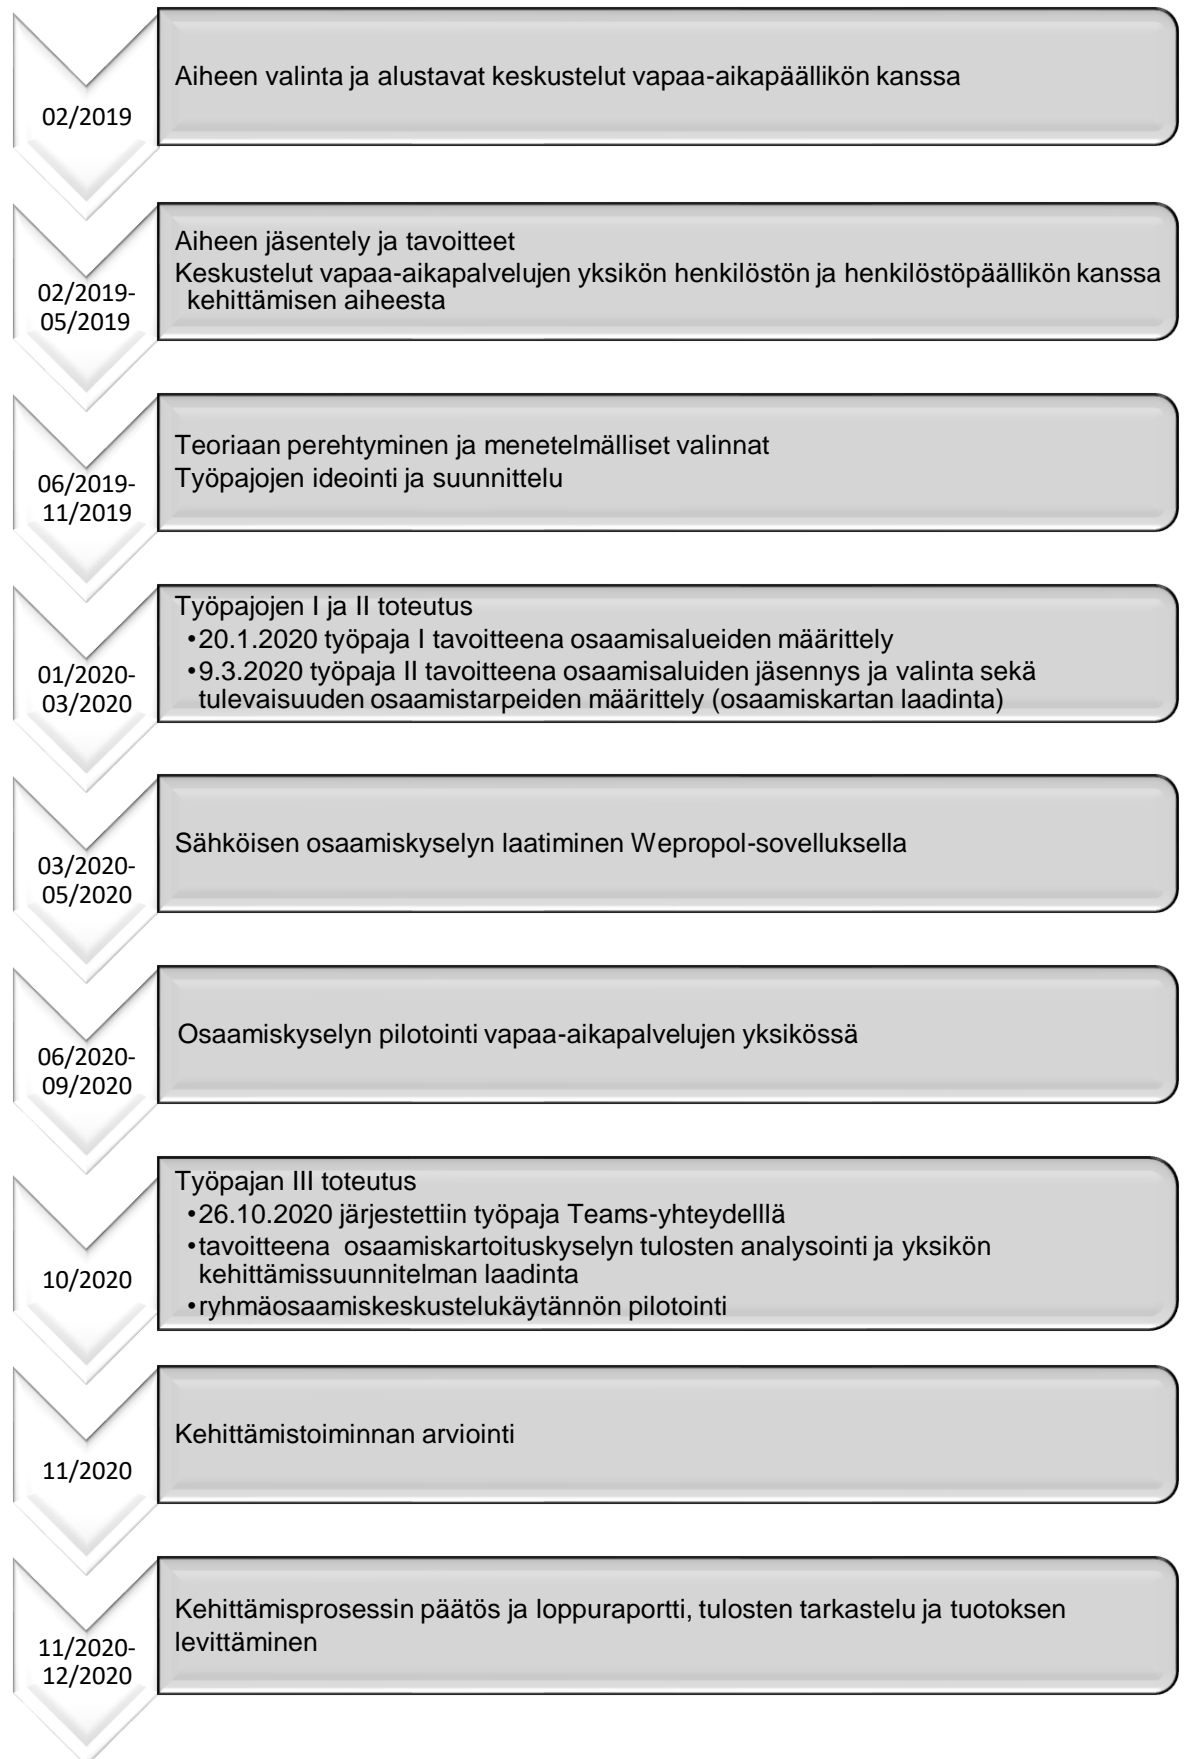 02/2019
Aiheen valinta ja alustavat keskustelut vapaa-aikapäällikön kanssa
02/2019-
05/2019
Aiheen jäsentely ja tavoitteet
Keskustelut vapaa-aikapalvelujen yksikön henkilöstön ja henkilöstöpäällikön kanssa
kehittämisen aiheesta
06/2019-
11/2019
Teoriaan perehtyminen ja menetelmälliset valinnat
Työpajojen ideointi ja suunnittelu
01/2020-
03/2020
Työpajojen I ja II toteutus
•20.1.2020 työpaja I tavoitteena osaamisalueiden määrittely
•9.3.2020 työpaja II tavoitteena osaamisaluiden jäsennys ja valinta sekä
tulevaisuuden osaamistarpeiden määrittely (osaamiskartan laadinta)
03/2020-
05/2020
Sähköisen osaamiskyselyn laatiminen Wepropol-sovelluksella
06/2020-
09/2020
Osaamiskyselyn pilotointi vapaa-aikapalvelujen yksikössä
10/2020
Työpajan III toteutus
•26.10.2020 järjestettiin työpaja Teams-yhteydelllä
•tavoitteena osaamiskartoituskyselyn tulosten analysointi ja yksikön
kehittämissuunnitelman laadinta
•ryhmäosaamiskeskustelukäytännön pilotointi
11/2020
Kehittämistoiminnan arviointi
11/2020-
12/2020
Kehittämisprosessin päätös ja loppuraportti, tulosten tarkastelu ja tuotoksen
levittäminen